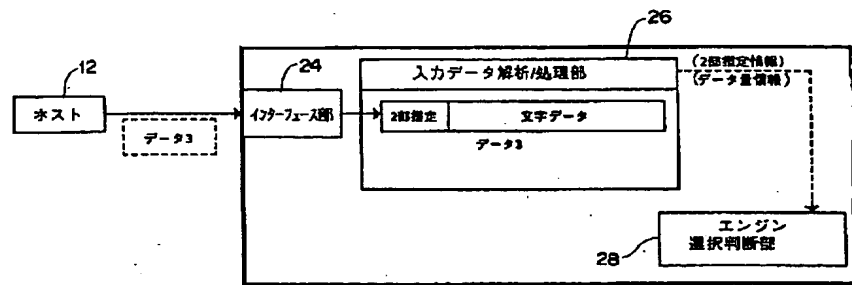 26
12
24
入力データ解析/処理部
(2部指定情報)
(データ量情報)
ホスト
インターフェース部
2部指定
文字データ
データ3
データ3
エンジン
選択判断部
28